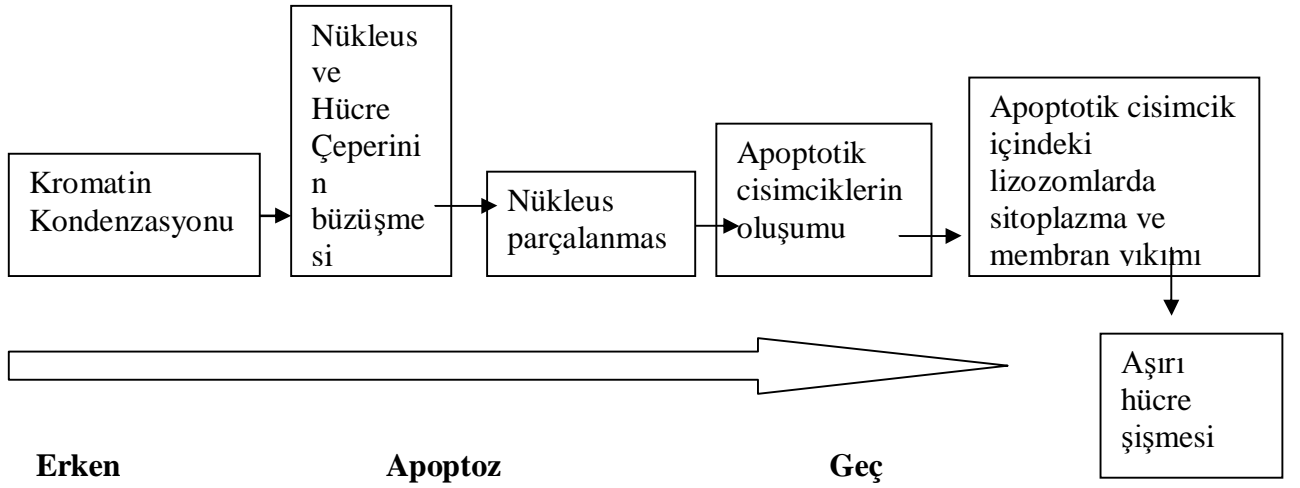 Kromatin
Kondenzasyonu
Nükleus
ve
Hücre
Çeperini
n
büzüşme
si
Nükleus
parçalanmas
Apoptotik
cisimciklerin
oluşumu
Apoptotik cisimcik
içindeki
lizozomlarda
sitoplazma ve
membran yıkımı
Aşırı
hücre
şişmesi
Erken Apoptoz Geç